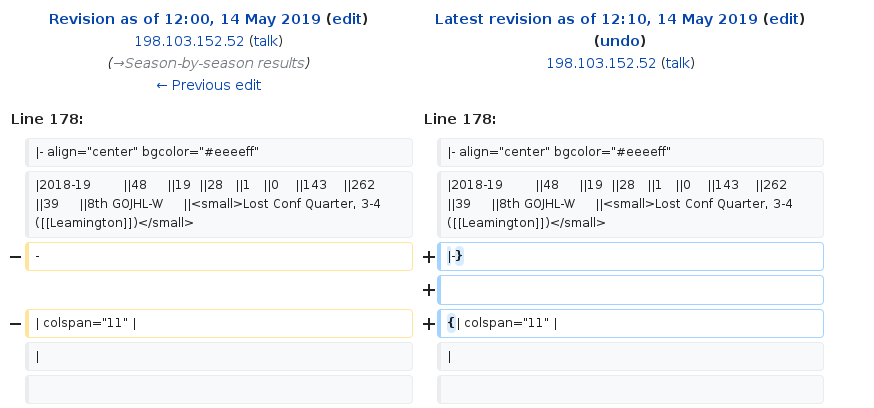 Revision as of 12:00, 14 May 2019 (edit)
198.103.152.52 (talk)
(→Season-by-season results)
← Previous edit
Latest revision as of 12:10, 14 May 2019 (edit)
(undo)
198.103.152.52 (talk)
Line 178:
Line 178:
|- align="center" bgcolor="#eeeeff"
|- align="center" bgcolor="#eeeeff"
|2018-19 ||48 ||19 ||28 ||1 ||0 ||143 ||262
||39 ||8th GOJHL-W ||<small>Lost Conf Quarter, 3-4
([[Leamington]])</small>
|2018-19 ||48 ||19 ||28 ||1 ||0 ||143 ||262
||39 ||8th GOJHL-W ||<small>Lost Conf Quarter, 3-4
([[Leamington]])</small>
− -
+ |-}
+
− | colspan="11" |
+ {| colspan="11" |
|
|